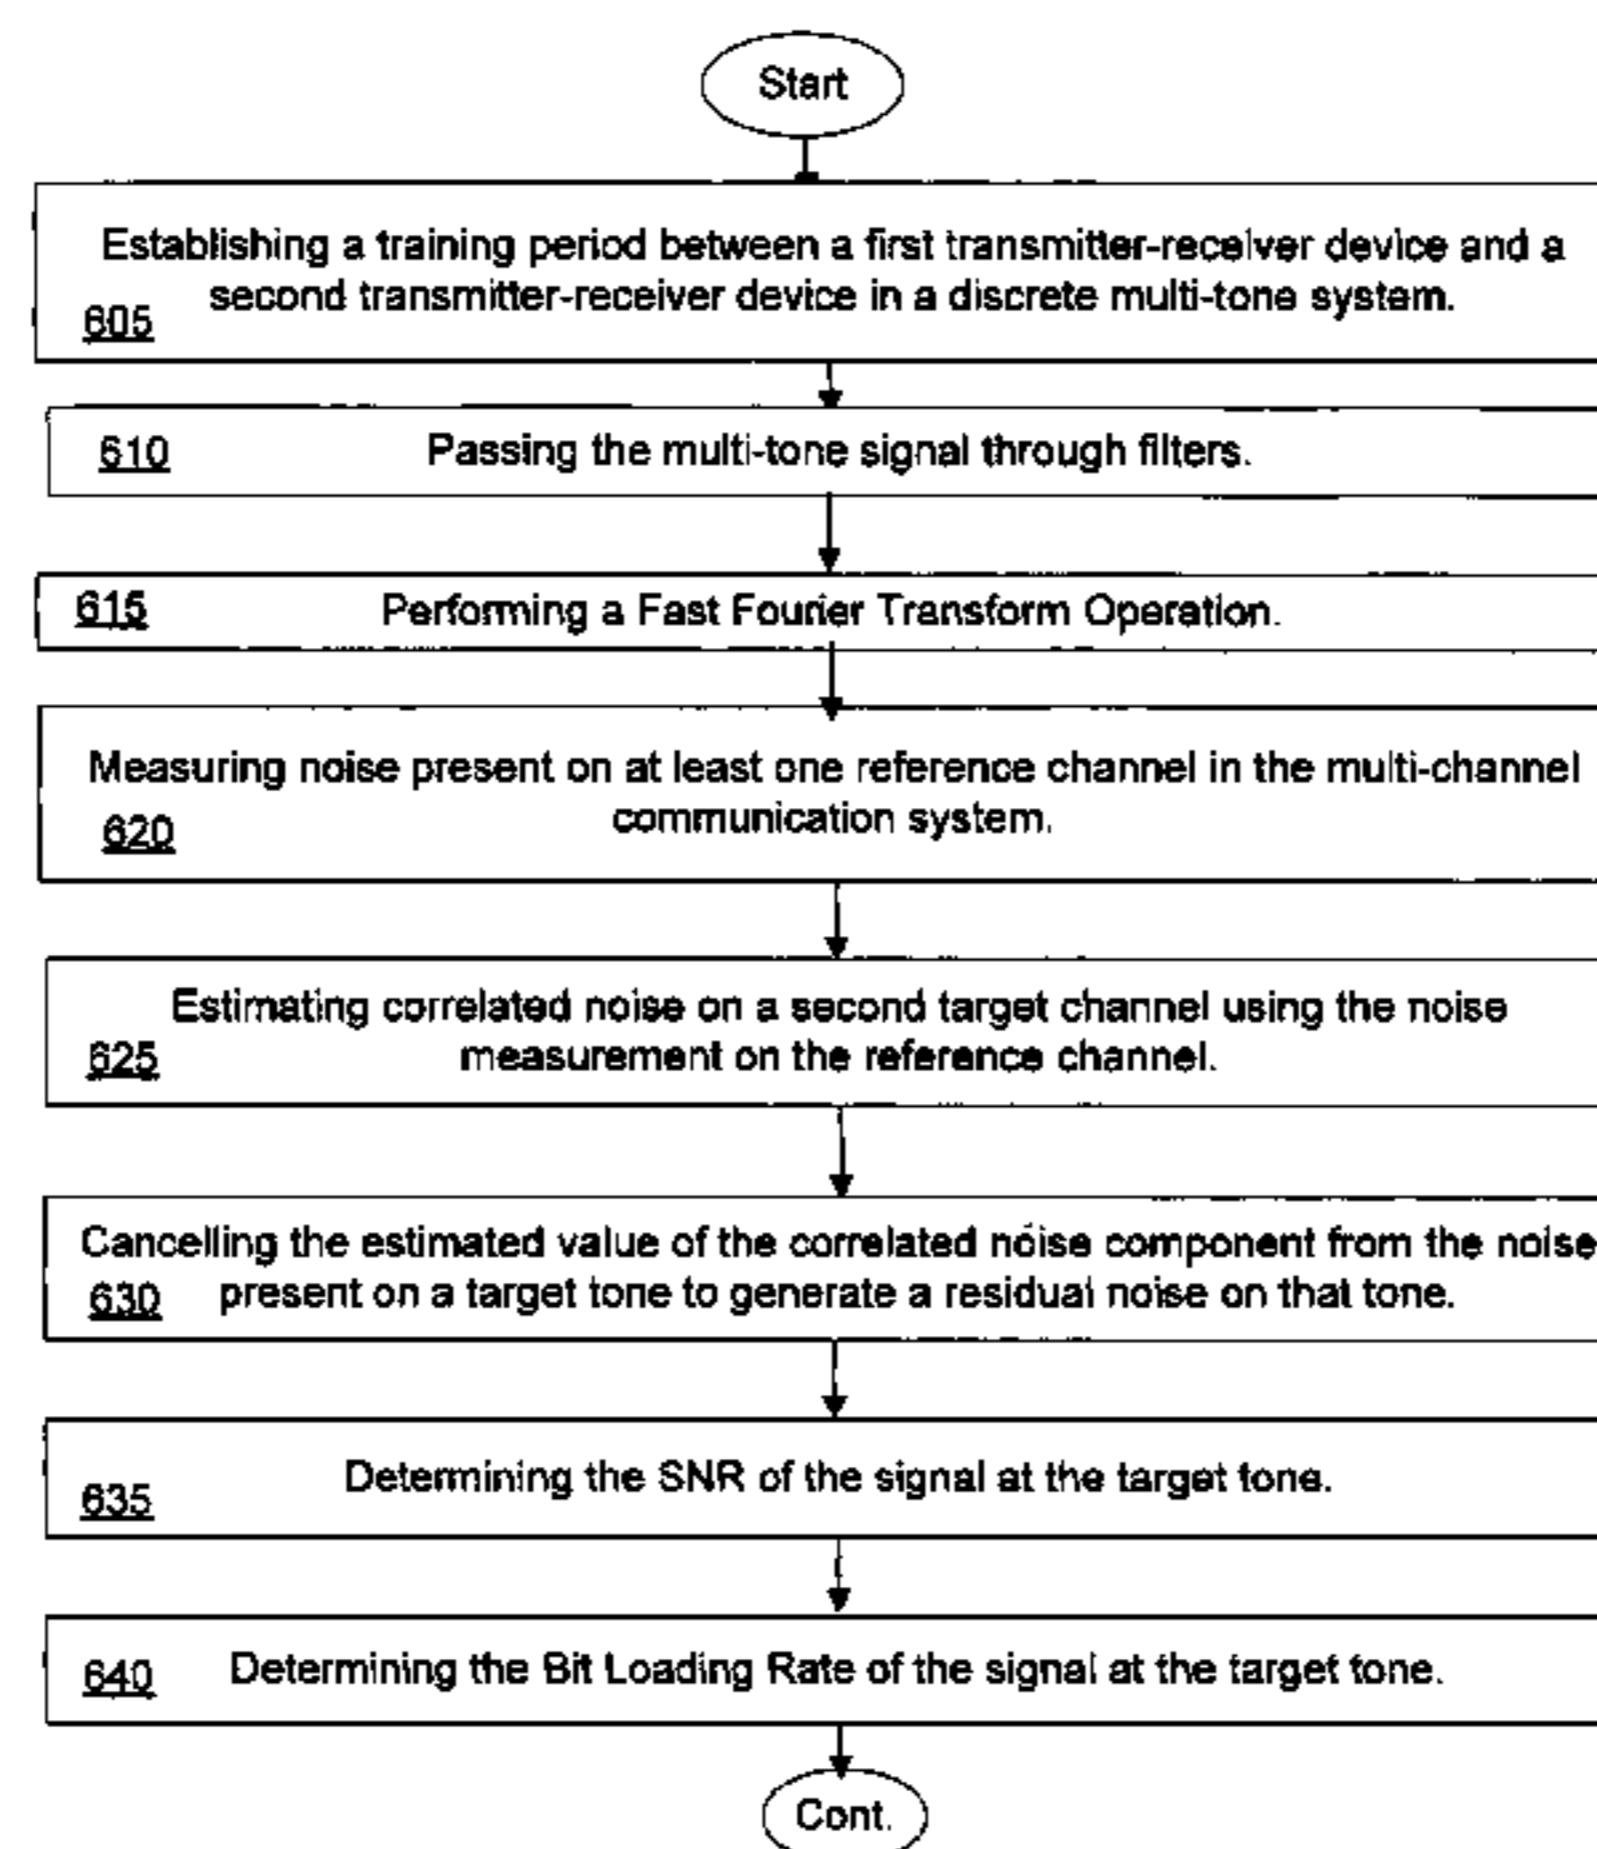 Start
Establishing a training period between a first transmitter-receiver device and a
second transmitter-receiver device in a discrete multi-tone system.
605
610 Passing the multi-tone signal through filters.
615 Performing a Fast Fourier Transform Operation.
Measuring noise present on at least one reference channel in the multi-channel
communication system.
620
Estimating correlated noise on a second target channel using the noise
625 measurement on the reference channel.
Cancelling the estimated value of the correlated noise component from the noise
630 present on a target tone to generate a residual noise on that tone.
Determining the SNR of the signal at the target tone.
635
640 Determining the Bit Loading Rate of the signal at the target tone.
Cont.